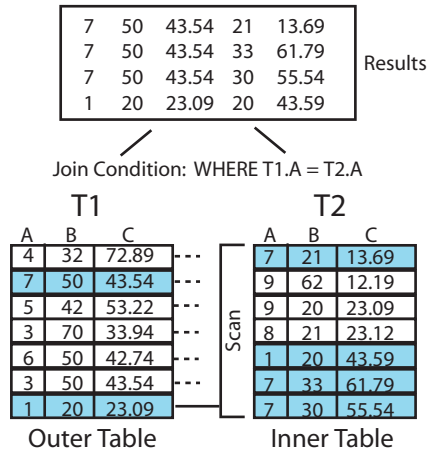 7 50 43.54 21 13.69
7 50 43.54 33 61.79
7 50 43.54 30 55.54
1 20 23.09 20 43.59
Results
Join Condition: WHERE T1.A = T2.A
T1
A B C
4 32 72.89
7 50 43.54
5 42 53.22
3 70 33.94
6 50 42.74
3 50 43.54
1 20 23.09
Outer Table
Scan
T2
A B C
7 21 13.69
9 62 12.19
9 20 23.09
8 21 23.12
1 20 43.59
7 33 61.79
7 30 55.54
Inner Table